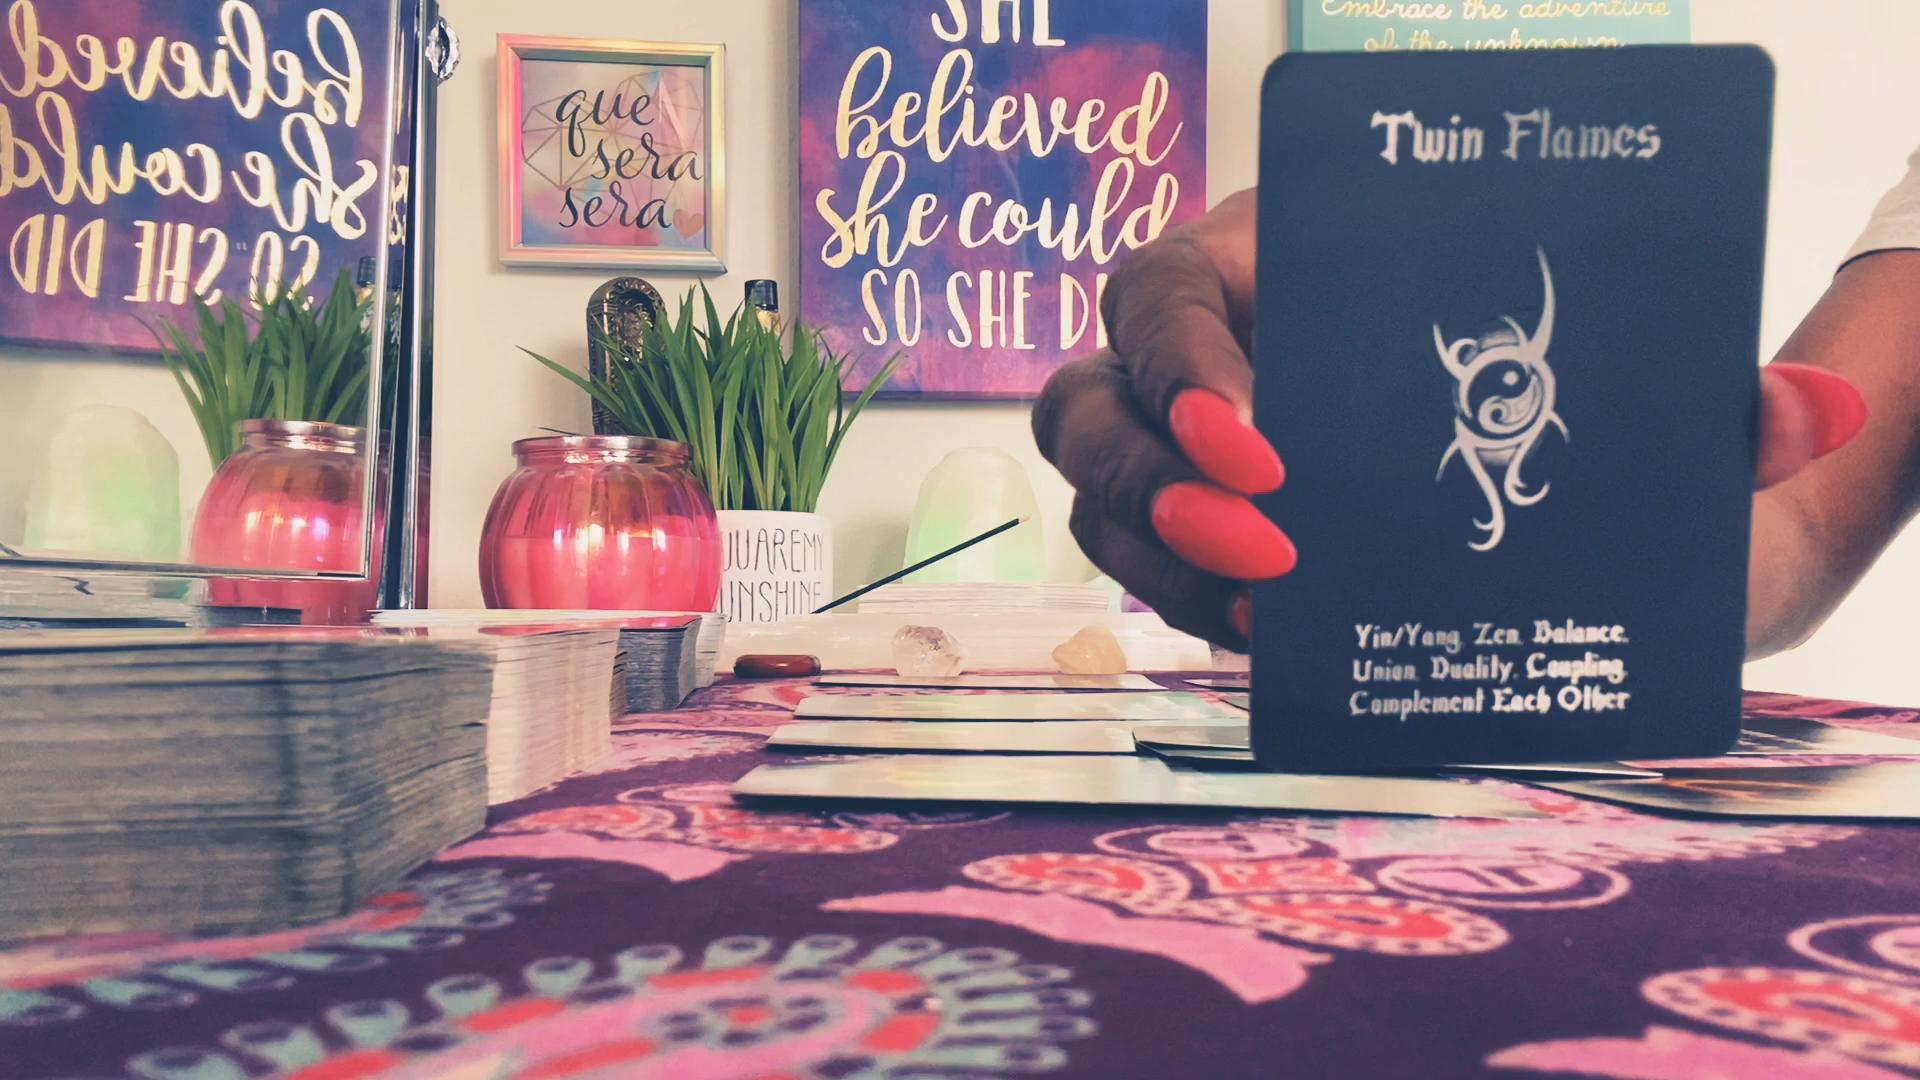 believed
she could
SO SHE DID
que
sera
sera
SHE
believed
she could
SO SHE DI
Embrace the adventure
of the unknown
Twin Flames
Yin/Yang. Zen. Balance.
Union. Duality. Coupling.
Complement Each Other
OUAREMY
UNSHINE